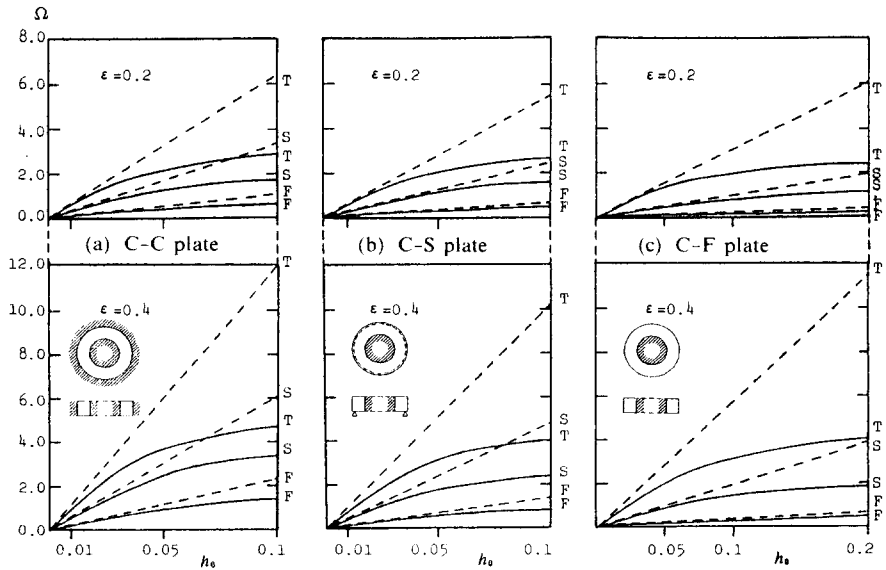 Ω
8.0
6.0
4.0
2.0
0.0
ε=0.2
T
S
T
S
F
F
ε=0.2
T
T
S
S
F
F
ε=0.2
T
T
S
S
F
F
(a) C-C plate
(b) C-S plate
(c) C-F plate
12.0
10.0
8.0
6.0
4.0
2.0
0.0
ε=0.4
T
S
T
S
F
F
ε=0.4
T
S
T
S
F
F
ε=0.4
T
T
S
S
F
F
0.01 0.05 0.1
h₀
0.01 0.05 0.1
h₀
0.05 0.1 0.2
h₀